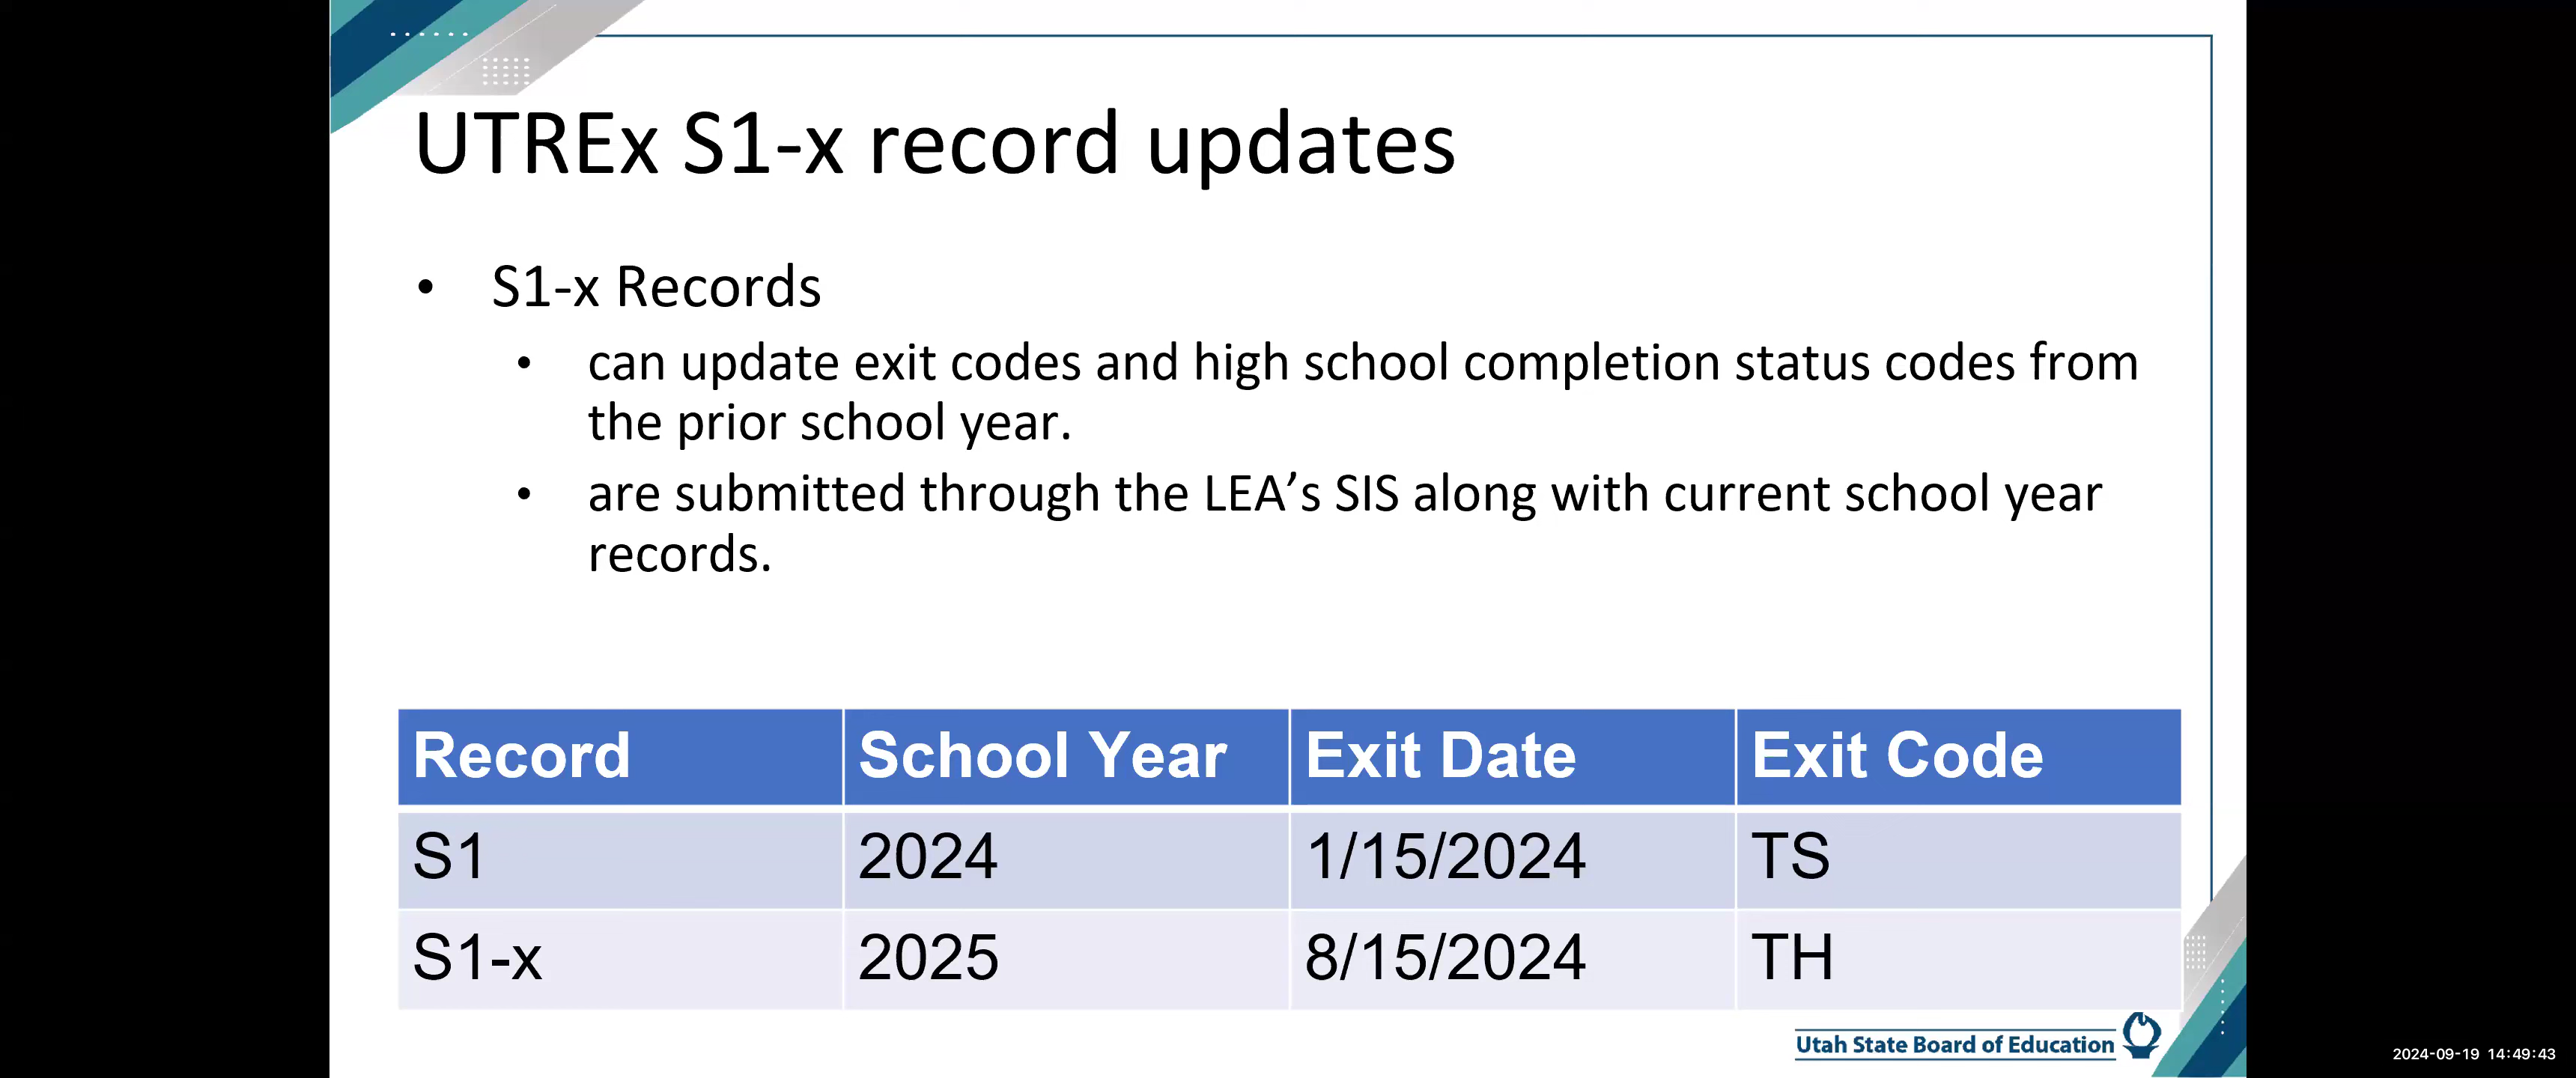 UTREx S1-x record updates
• S1-x Records
• can update exit codes and high school completion status codes from
the prior school year.
• are submitted through the LEA’s SIS along with current school year
records.
Record School Year Exit Date Exit Code
S1 2024 1/15/2024 TS
S1-x 2025 8/15/2024 TH
Utah State Board of Education
2024-09-19 14:49:43